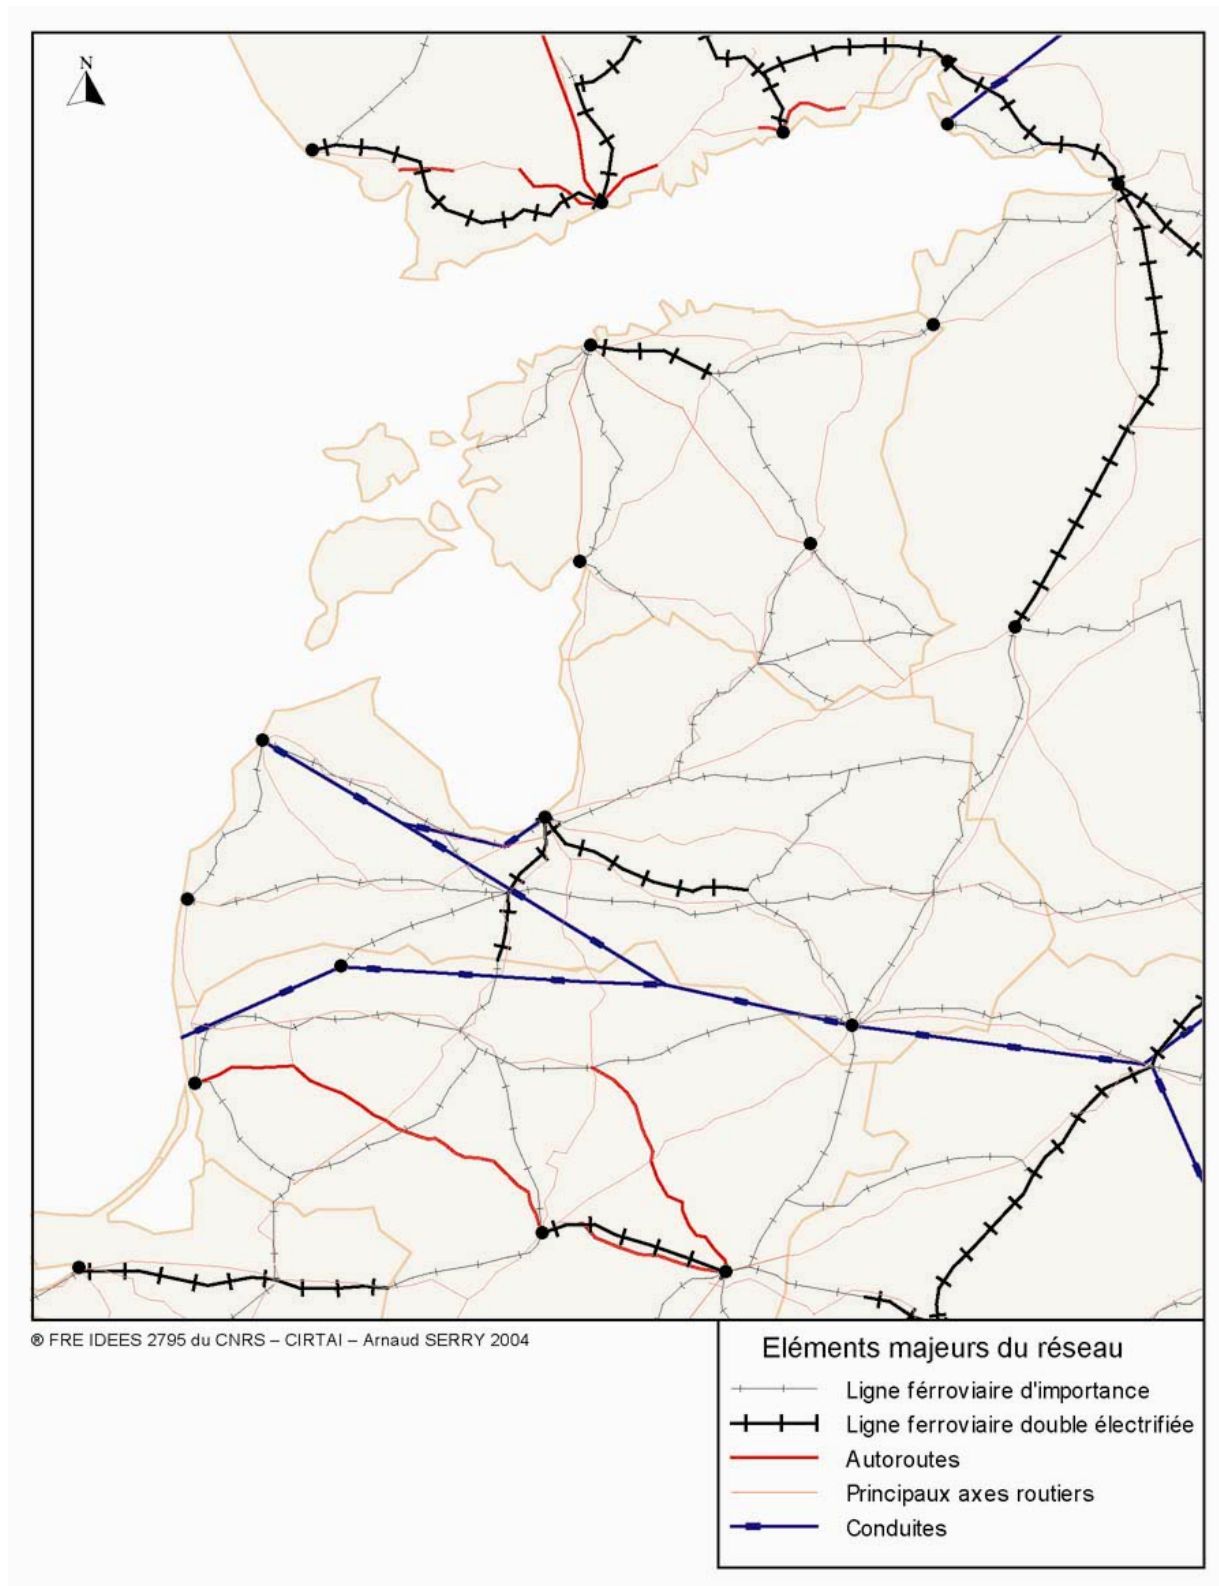 N
® FRE IDEES 2795 du CNRS – CIRTAI – Arnaud SERRY 2004
Eléments majeurs du réseau
Ligne férroviaire d'importance
Ligne ferroviaire double électrifiée
Autoroutes
Principaux axes routiers
Conduites